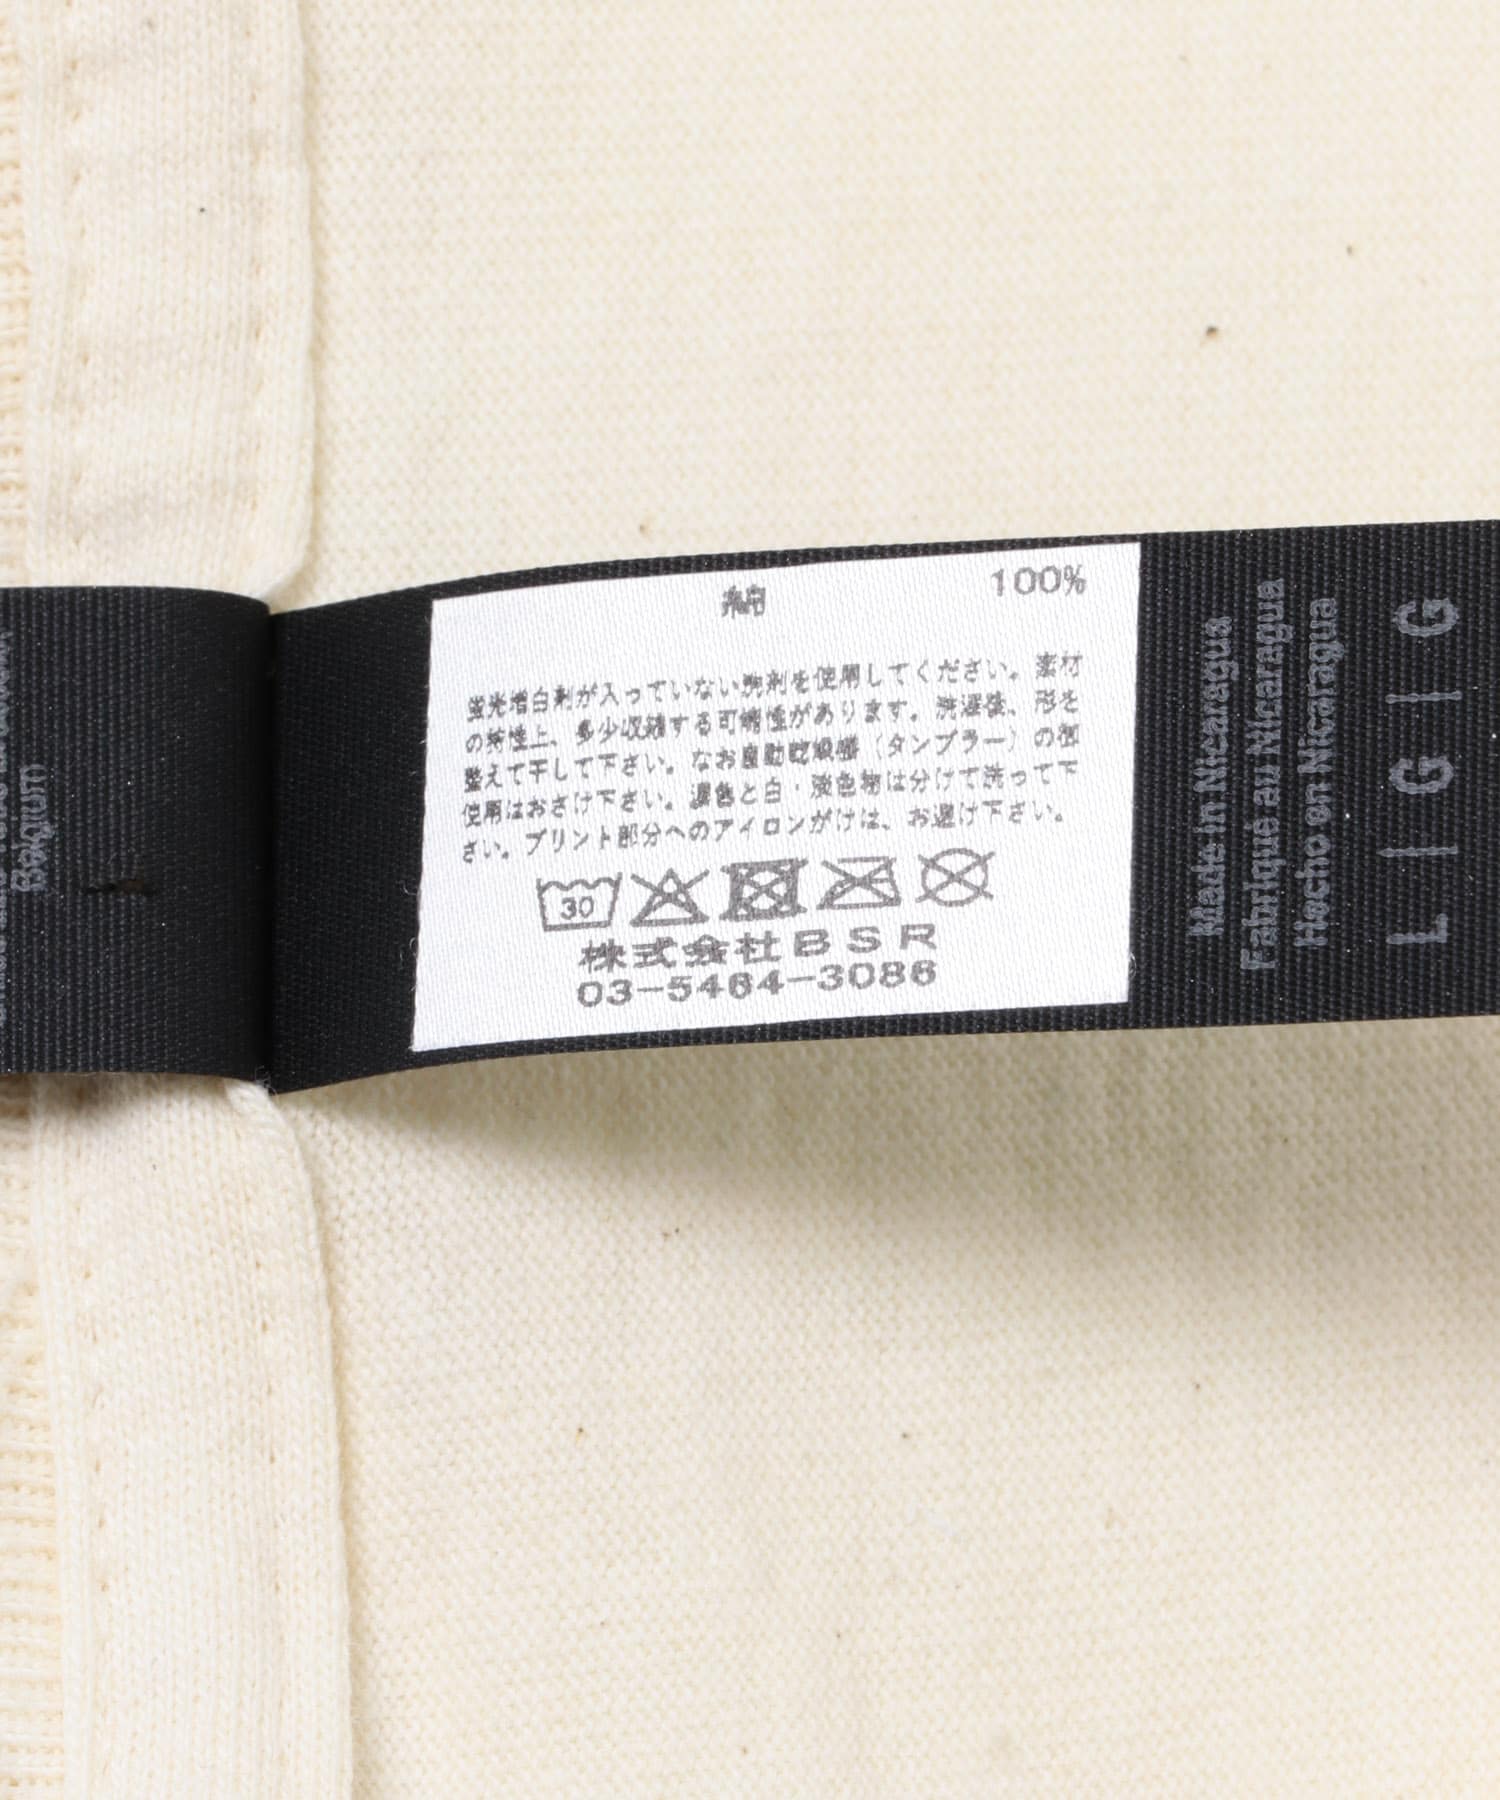 Belgium
綿 100%
蛍光増白剤が入っていない洗剤を使用してください。素材
の特性上、多少収縮する可能性があります。洗濯後、形を
整えて干して下さい。なお自動乾燥機（タンブラー）の御
使用はおさけ下さい。濃色と白・淡色物は分けて洗って下
さい。プリント部分へのアイロンがけは、お避け下さい。
30
株式会社BSR
03-5464-3086
Made in Nicaragua
Fabriqué au Nicaragua
Hecho en Nicaragua
L | G | G